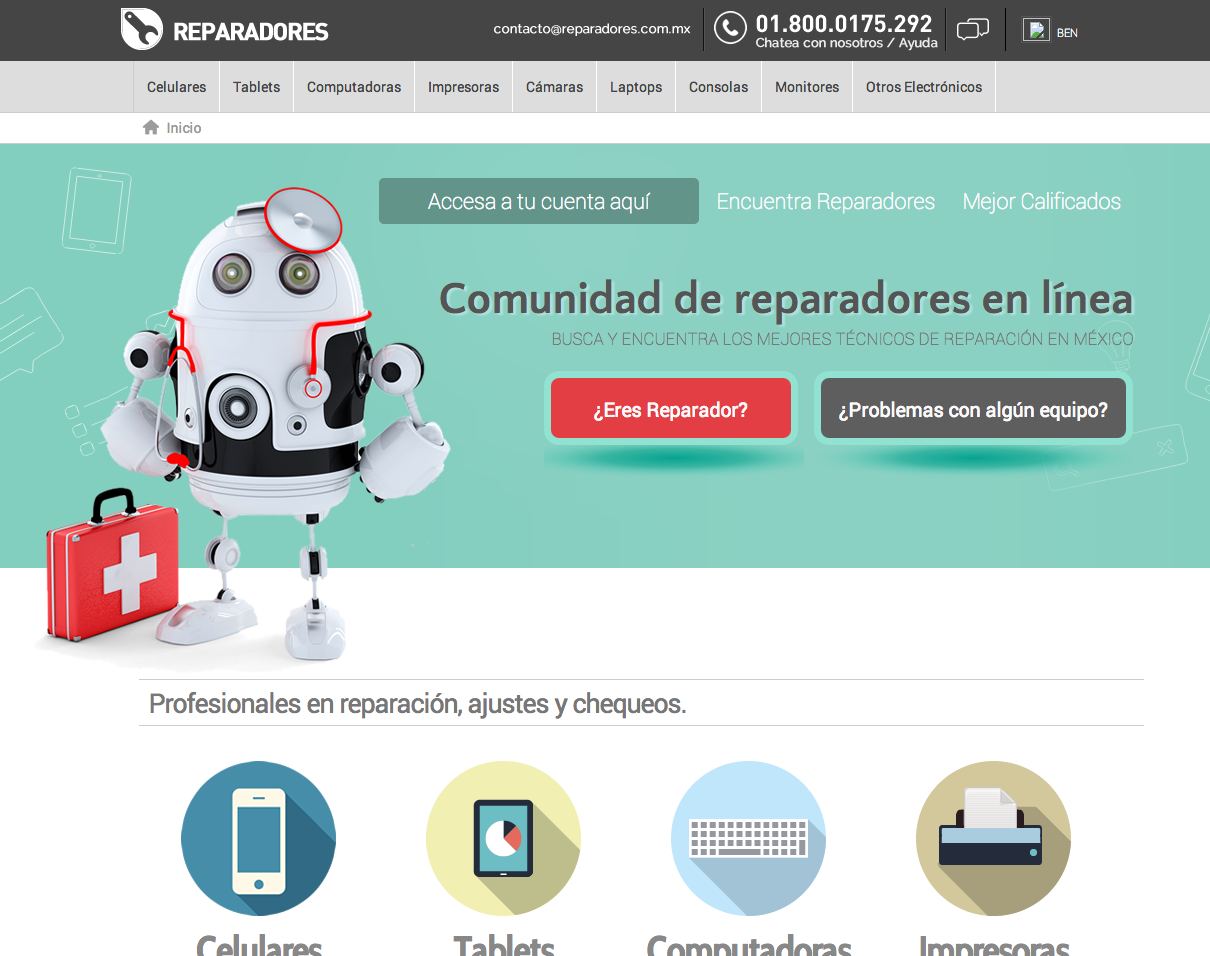 REPARADORES
contacto@reparadores.com.mx
01.800.0175.292
Chatea con nosotros / Ayuda
BEN
Celulares
Tablets
Computadoras
Impresoras
Cámaras
Laptops
Consolas
Monitores
Otros Electrónicos
Inicio
Accesa a tu cuenta aquí
Encuentra Reparadores
Mejor Calificados
Comunidad de reparadores en línea
BUSCA Y ENCUENTRA LOS MEJORES TÉCNICOS DE REPARACIÓN EN MÉXICO
¿Eres Reparador?
¿Problemas con algún equipo?
Profesionales en reparación, ajustes y chequeos.
Celulares
Tablets
Computadoras
Impresoras